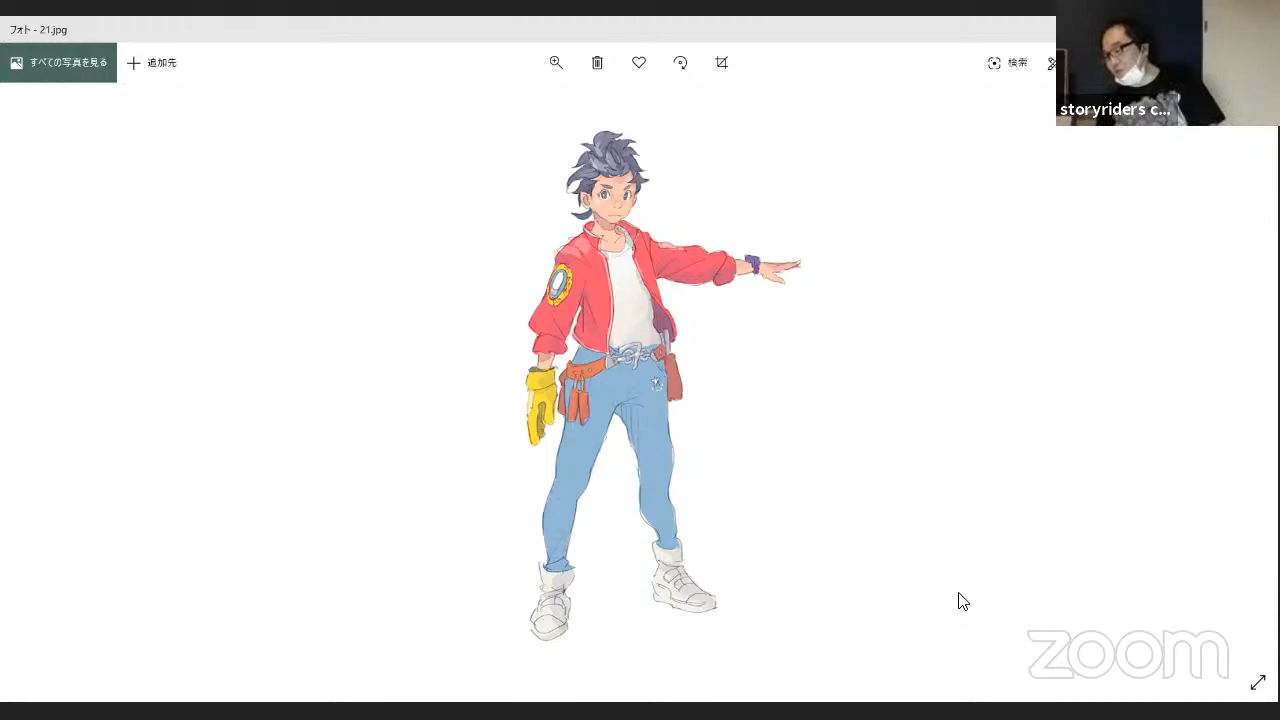 フォト - 21.jpg
すべての写真を見る
追加先
検索
storyriders c...
zoom